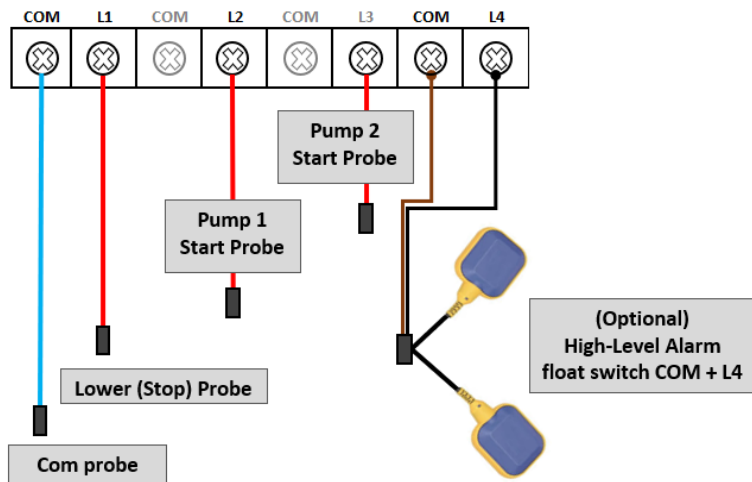 COM L1 COM L2 COM L3 COM L4
Pump 2
Start Probe
Pump 1
Start Probe
(Optional)
High-Level Alarm
float switch COM + L4
Lower (Stop) Probe
Com probe